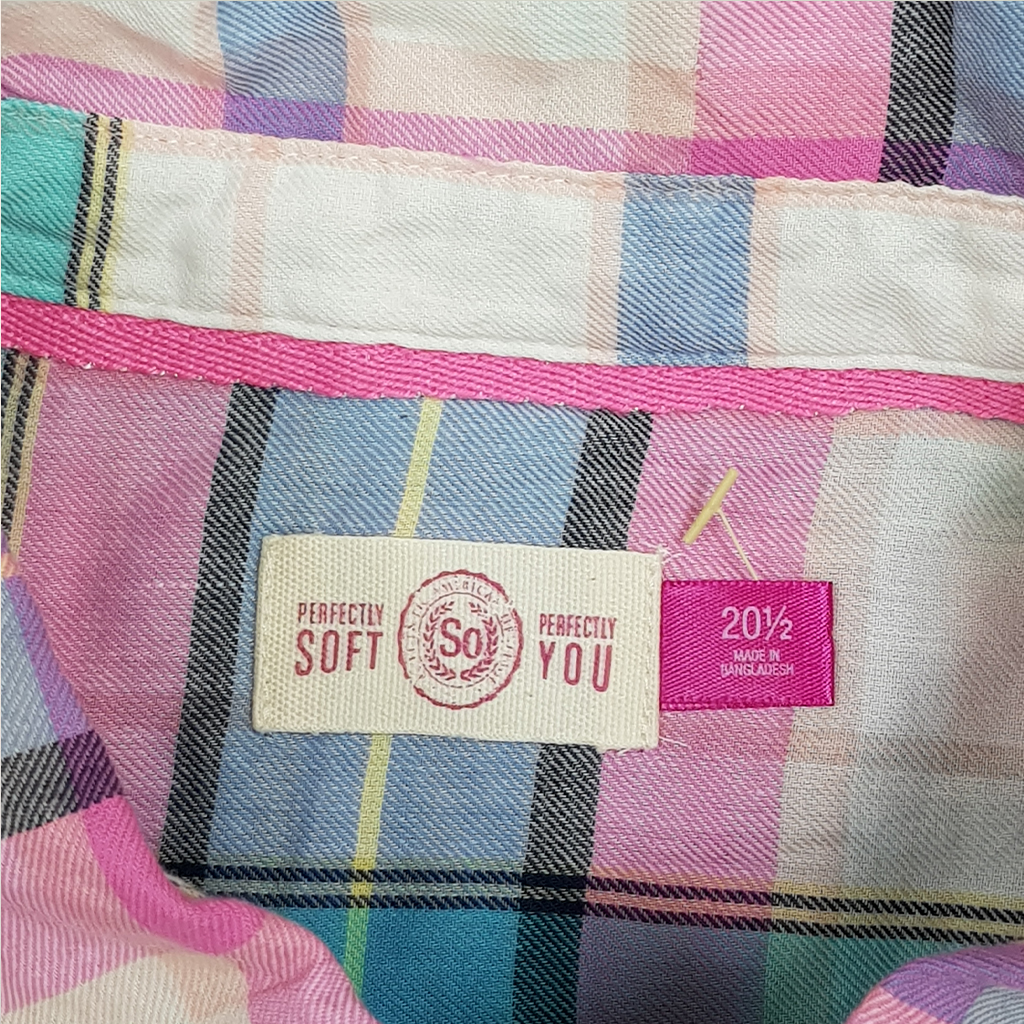 PERFECTLY
SOFT
So
PERFECTLY
YOU
20½
MADE IN
BANGLADESH